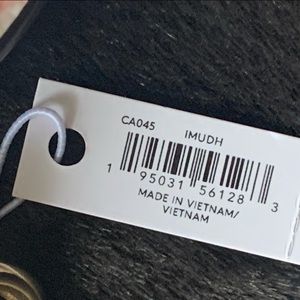 CA045 IMUDH
1 95031 56128 3
MADE IN VIETNAM/
VIETNAM